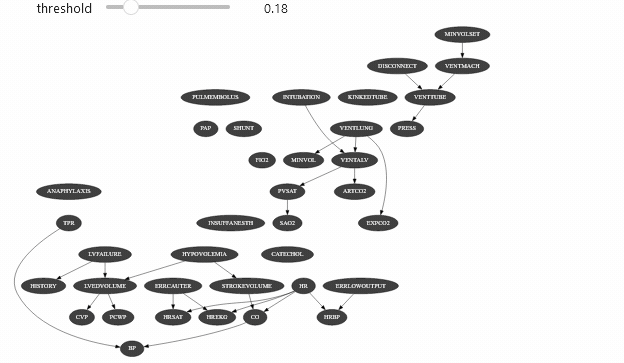 threshold 0.18
MINVOLSET
DISCONNECT VENTMACH
PULMEMBOLUS INTUBATION KINKEDTUBE VENTTUBE
PAP SHUNT VENTLUNG PRESS
FIO2 MINVOL VENTALV
ANAPHYLAXIS PVSAT ARTCO2
TPR INSUFFANESTH SAO2 EXPCO2
LVFAILURE HYPOVOLEMIA CATECHOL
HISTORY LVEDVOLUME ERRCAUTER STROKEVOLUME HR ERRLOWOUTPUT
CVP PCWP HRSAT HREKG CO HRBP
BP